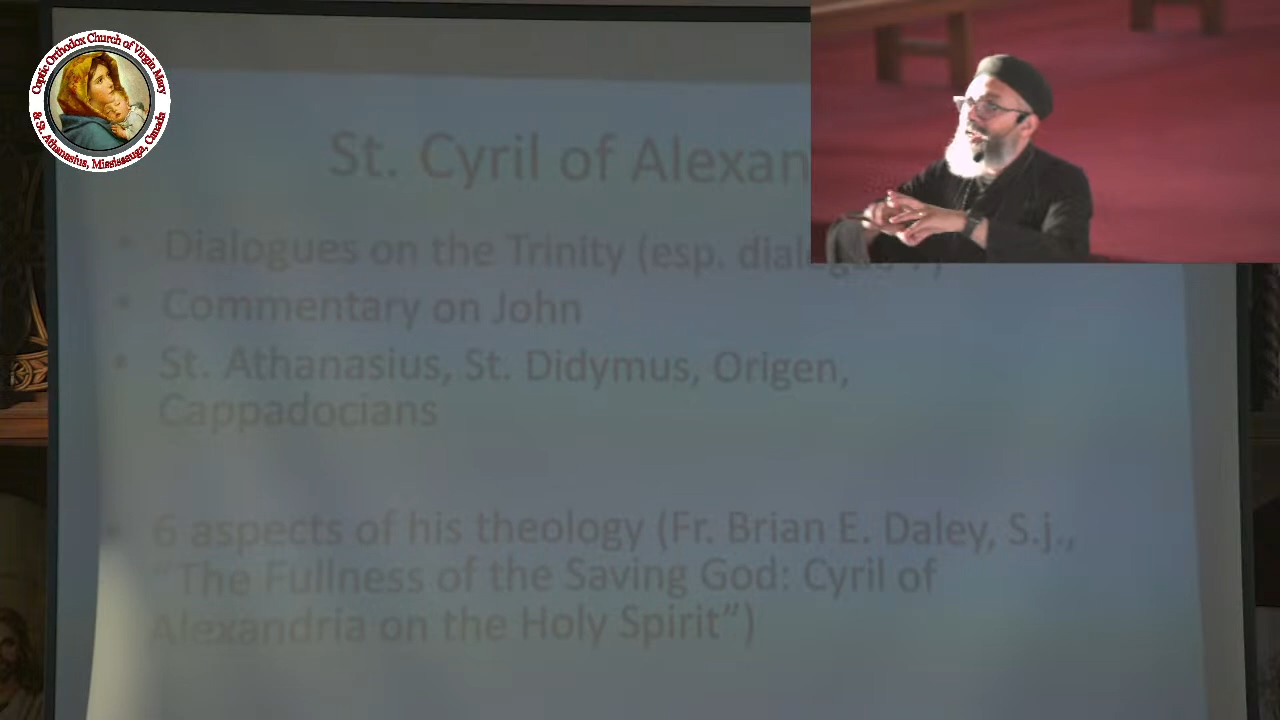 Coptic Orthodox Church of Virgin Mary
& St. Athanasius, Mississauga, Canada
St. Cyril of Alexan
• Dialogues on the Trinity (esp.
• Commentary on John
• St. Athanasius, St. Didymus, Origen,
Cappadocians
• 6 aspects of his theology (Fr. Brian E. Daley, S.j.,
"The Fullness of the Saving God: Cyril of
Alexandria on the Holy Spirit")